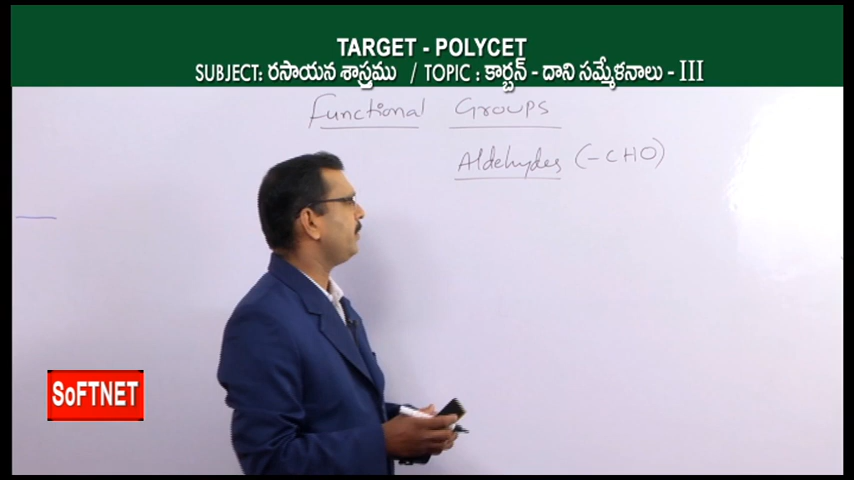 TARGET - POLYCET
SUBJECT: రసాయన శాస్త్రము / TOPIC : కార్బన్ - దాని సమ్మేళనాలు - III
Functional Groups
Aldehydes (-CHO)
SoFTNET